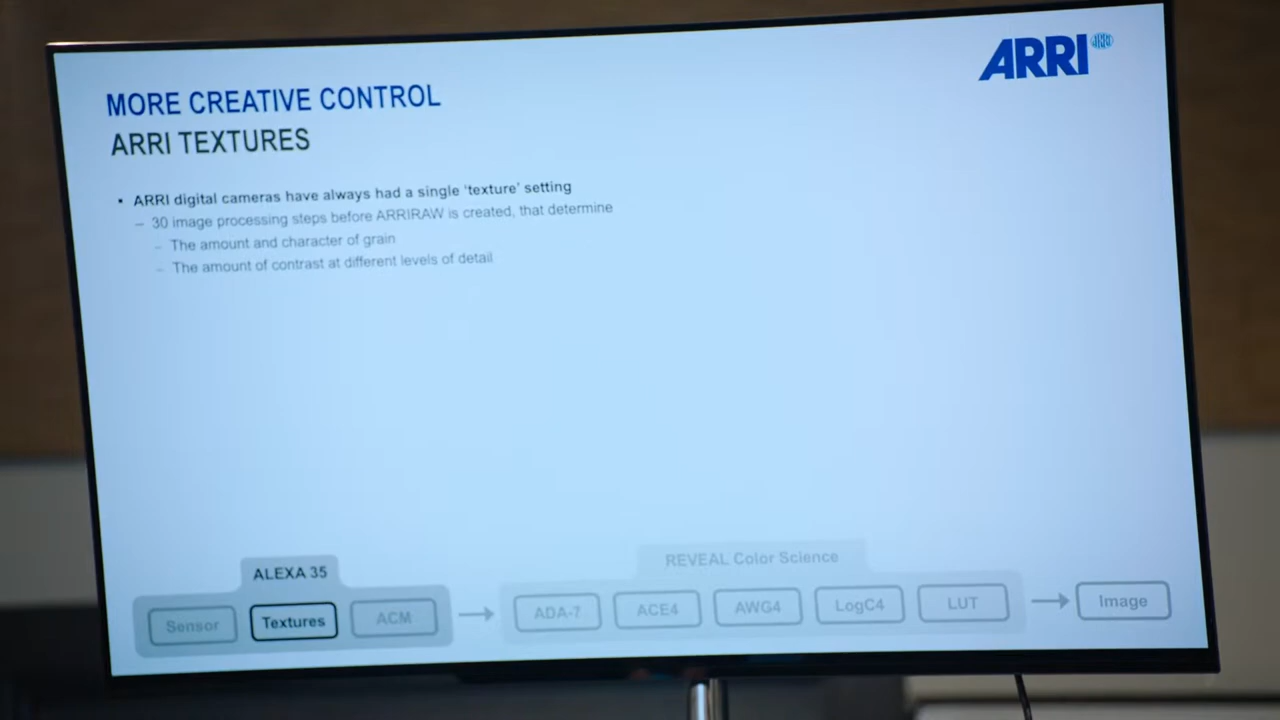 ARRI ARRI
MORE CREATIVE CONTROL
ARRI TEXTURES
• ARRI digital cameras have always had a single ‘texture’ setting
– 30 image processing steps before ARRIRAW is created, that determine
– The amount and character of grain
– The amount of contrast at different levels of detail
ALEXA 35
REVEAL Color Science
Sensor Textures ACM ADA-7 ACE4 AWG4 LogC4 LUT Image